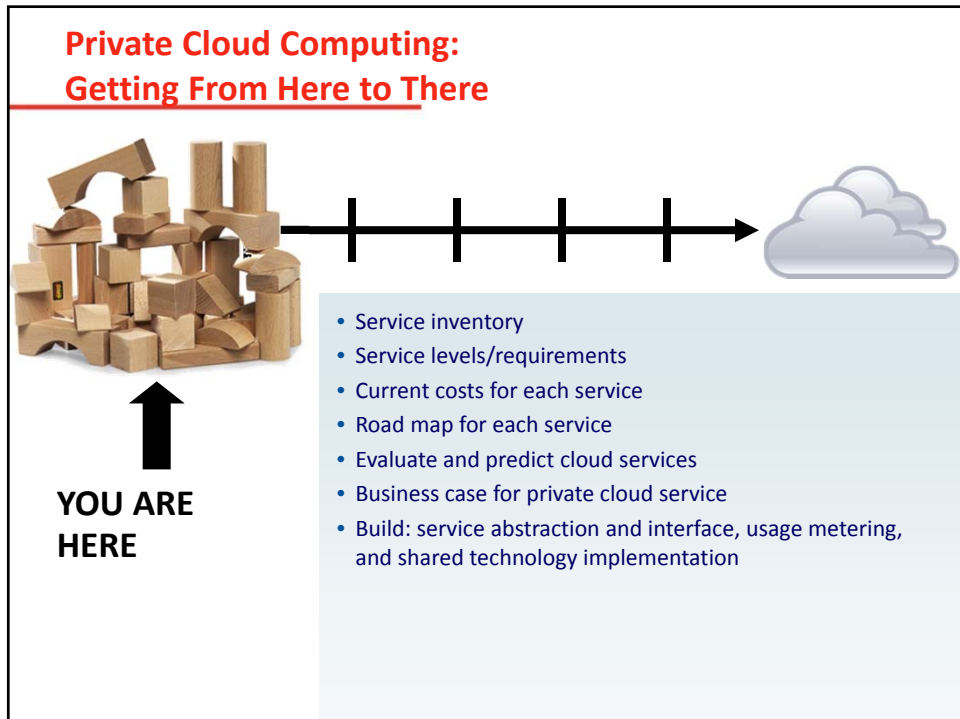 Private Cloud Computing:
Getting From Here to There
• Service inventory
• Service levels/requirements
• Current costs for each service
• Road map for each service
• Evaluate and predict cloud services
• Business case for private cloud service
• Build: service abstraction and interface, usage metering,
and shared technology implementation
YOU ARE
HERE